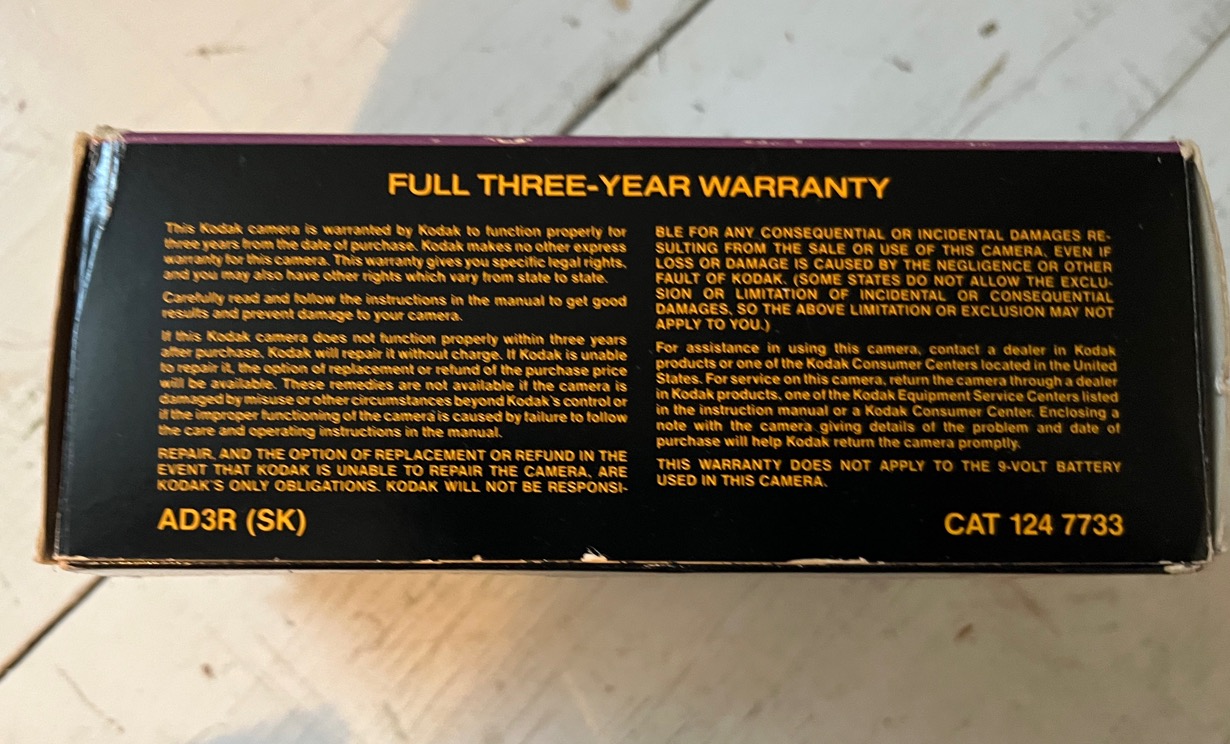 FULL THREE-YEAR WARRANTY
This Kodak camera is warranted by Kodak to function properly for
three years from the date of purchase. Kodak makes no other express
warranty for this camera. This warranty gives you specific legal rights,
and you may also have other rights which vary from state to state.
Carefully read and follow the instructions in the manual to get good
results and prevent damage to your camera.
If this Kodak camera does not function properly within three years
after purchase, Kodak will repair it without charge. If Kodak is unable
to repair it, the option of replacement or refund of the purchase price
will be available. These remedies are not available if the camera is
damaged by misuse or other circumstances beyond Kodak's control or
if the improper functioning of the camera is caused by failure to follow
the care and operating instructions in the manual.
REPAIR, AND THE OPTION OF REPLACEMENT OR REFUND IN THE
EVENT THAT KODAK IS UNABLE TO REPAIR THE CAMERA, ARE
KODAK'S ONLY OBLIGATIONS. KODAK WILL NOT BE RESPONSI-
BLE FOR ANY CONSEQUENTIAL OR INCIDENTAL DAMAGES RE-
SULTING FROM THE SALE OR USE OF THIS CAMERA, EVEN IF
LOSS OR DAMAGE IS CAUSED BY THE NEGLIGENCE OR OTHER
FAULT OF KODAK. (SOME STATES DO NOT ALLOW THE EXCLU-
SION OR LIMITATION OF INCIDENTAL OR CONSEQUENTIAL
DAMAGES, SO THE ABOVE LIMITATION OR EXCLUSION MAY NOT
APPLY TO YOU.)
For assistance in using this camera, contact a dealer in Kodak
products or one of the Kodak Consumer Centers located in the United
States. For service on this camera, return the camera through a dealer
in Kodak products, one of the Kodak Equipment Service Centers listed
in the instruction manual or a Kodak Consumer Center. Enclosing a
note with the camera giving details of the problem and date of
purchase will help Kodak return the camera promptly.
THIS WARRANTY DOES NOT APPLY TO THE 9-VOLT BATTERY
USED IN THIS CAMERA.
AD3R (SK)
CAT 124 7733